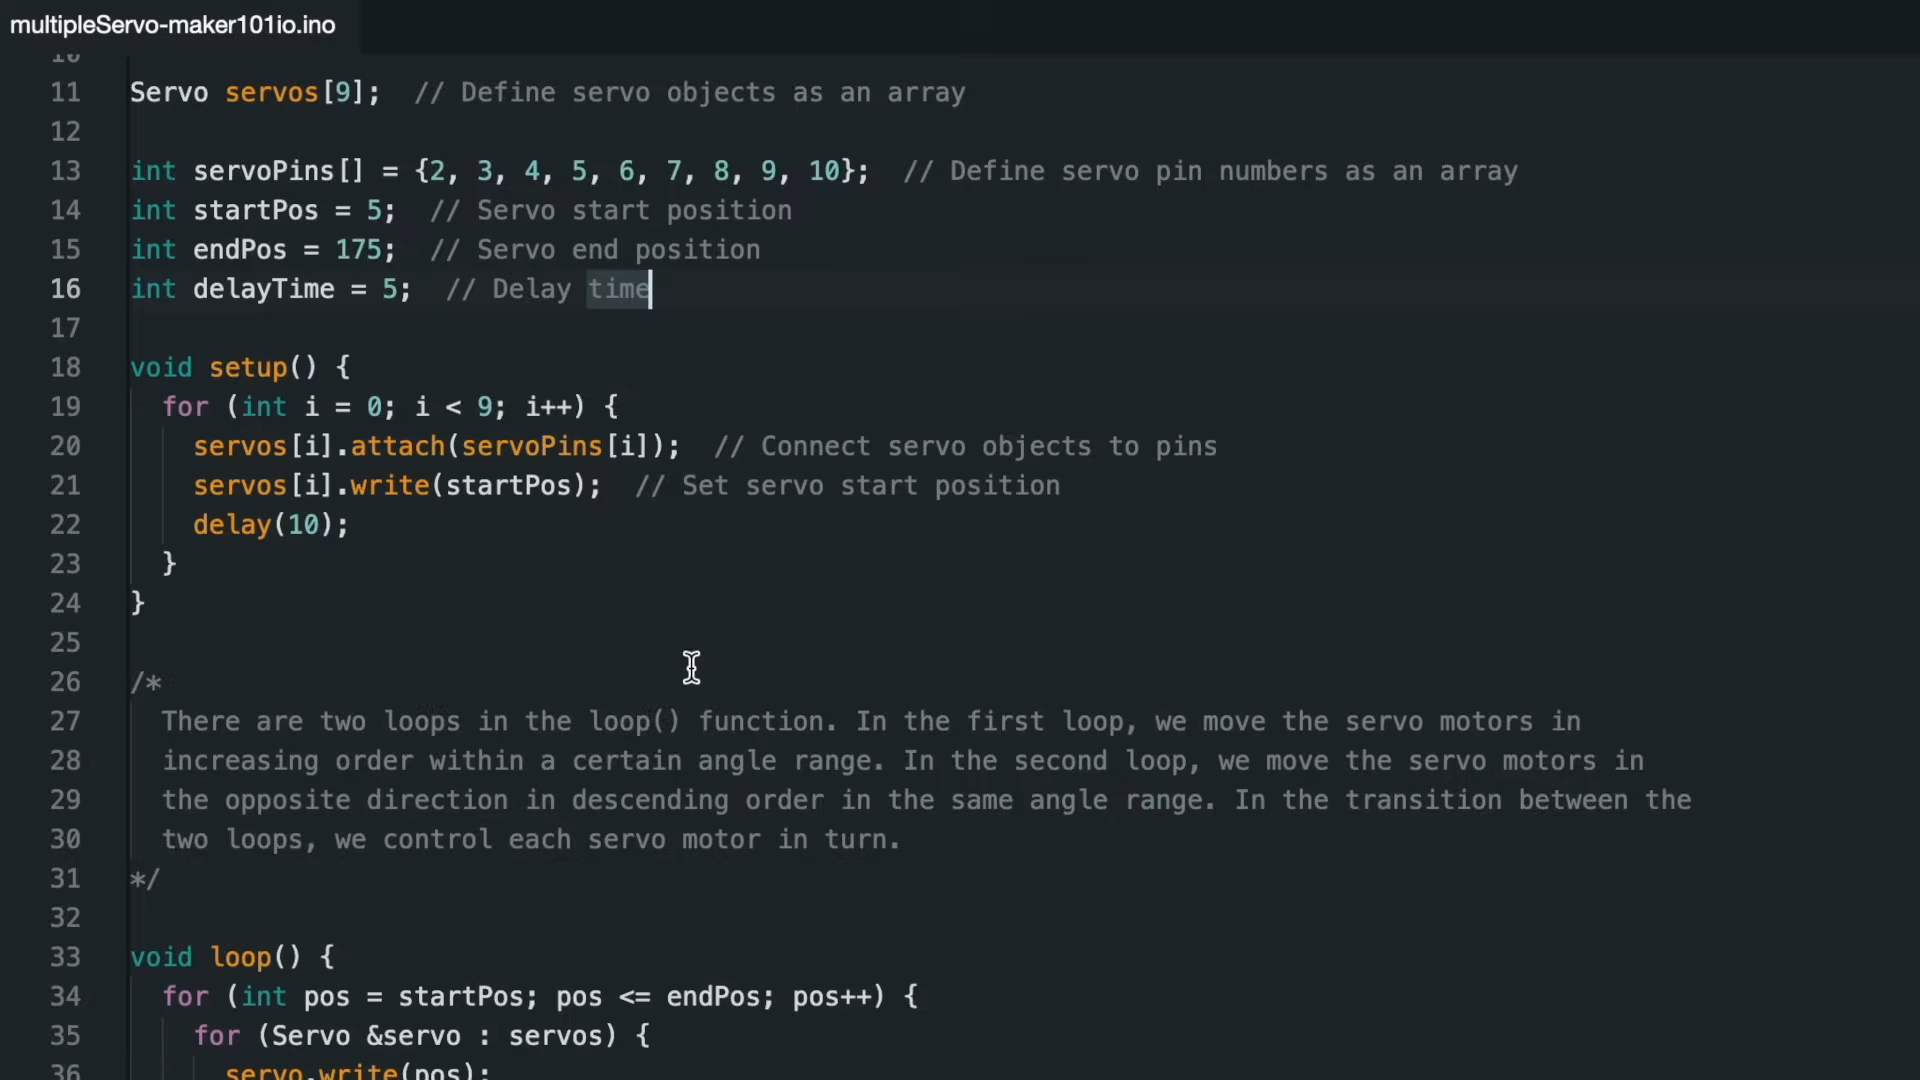 multipleServo-maker101io.ino
10
11 Servo servos[9];  // Define servo objects as an array
12
13 int servoPins[] = {2, 3, 4, 5, 6, 7, 8, 9, 10};  // Define servo pin numbers as an array
14 int startPos = 5;  // Servo start position
15 int endPos = 175;  // Servo end position
16 int delayTime = 5;  // Delay time
17
18 void setup() {
19   for (int i = 0; i < 9; i++) {
20     servos[i].attach(servoPins[i]);  // Connect servo objects to pins
21     servos[i].write(startPos);  // Set servo start position
22     delay(10);
23   }
24 }
25
26 /*
27   There are two loops in the loop() function. In the first loop, we move the servo motors in
28   increasing order within a certain angle range. In the second loop, we move the servo motors in
29   the opposite direction in descending order in the same angle range. In the transition between the
30   two loops, we control each servo motor in turn.
31 */
32
33 void loop() {
34   for (int pos = startPos; pos <= endPos; pos++) {
35     for (Servo &servo : servos) {
36       servo.write(pos);